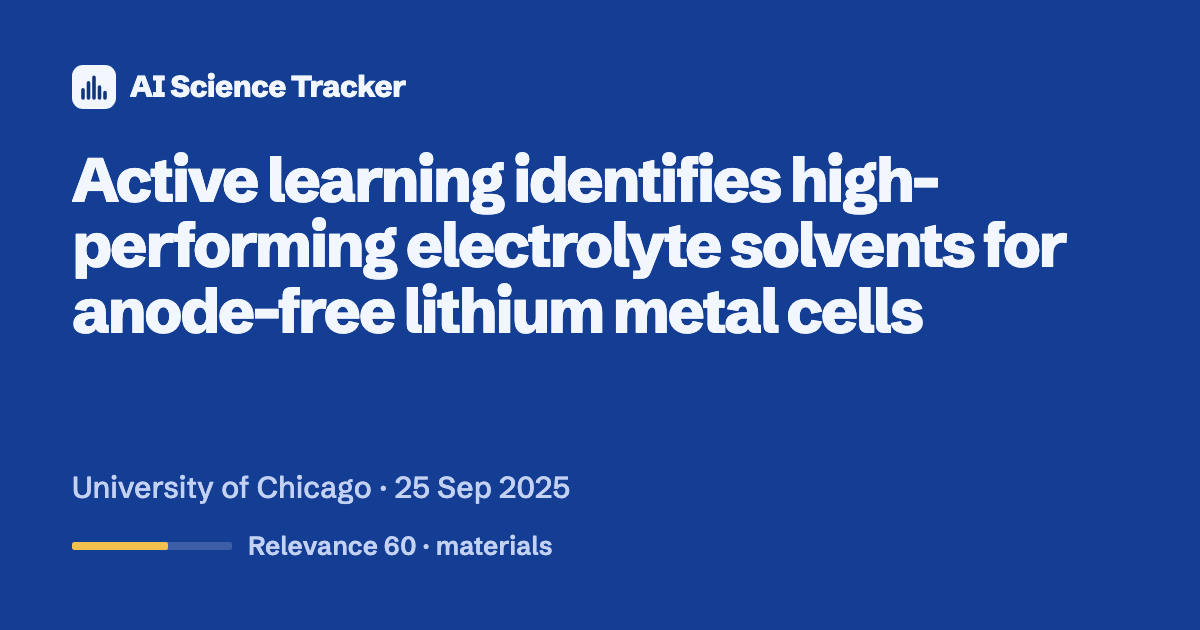 AI Science Tracker
Active learning identifies high-
performing electrolyte solvents for
anode-free lithium metal cells
University of Chicago · 25 Sep 2025
Relevance 60 · materials